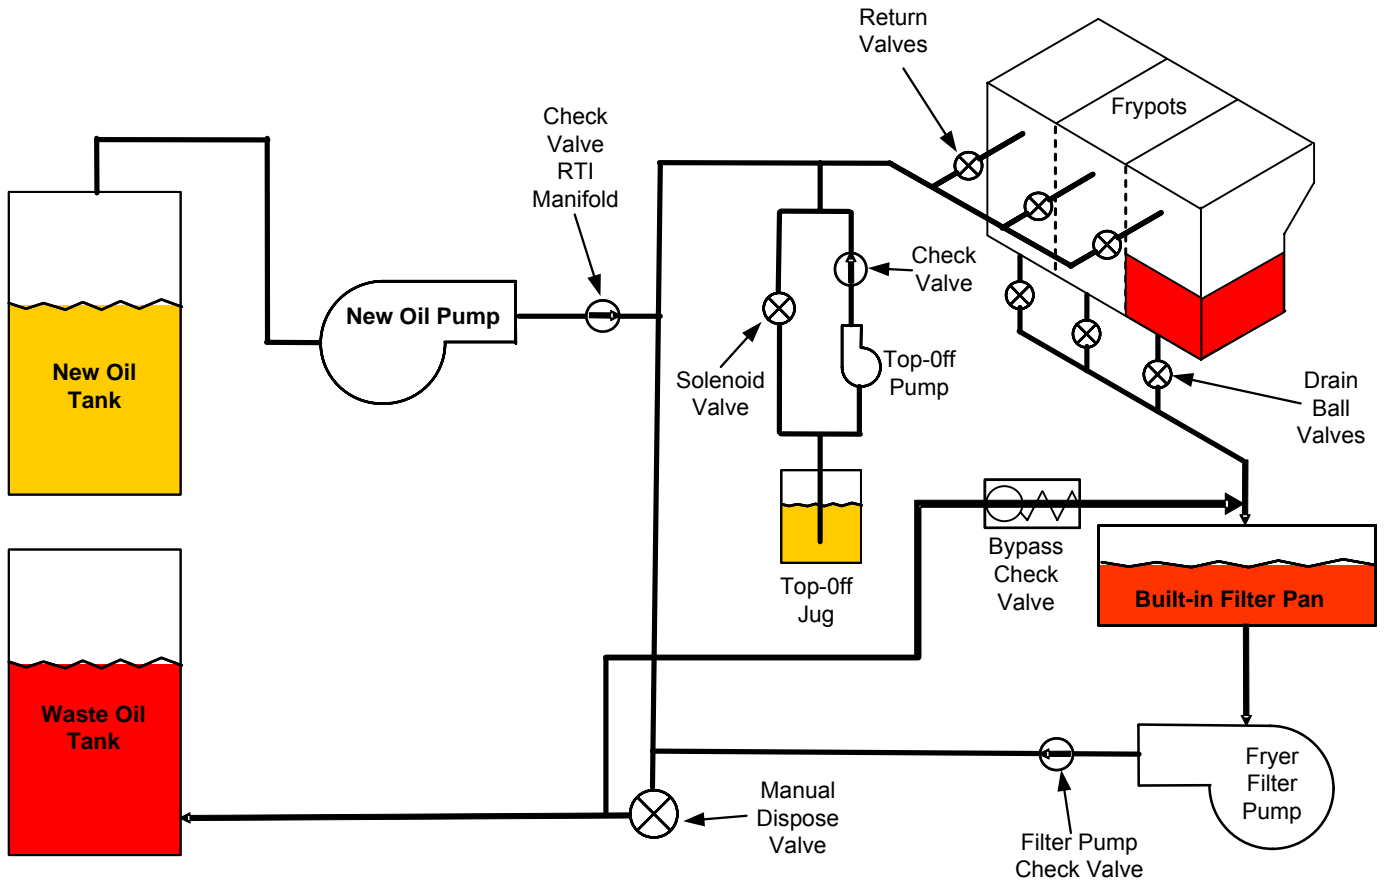 Return
Valves
Frypots
Check
Valve
RTI
Manifold
New Oil Pump
Check
Valve
New Oil
Tank
Solenoid
Valve
Top-0ff
Pump
Drain
Ball
Valves
Bypass
Check
Valve
Top-0ff
Jug
Built-in Filter Pan
Waste Oil
Tank
Manual
Dispose
Valve
Fryer
Filter
Pump
Filter Pump
Check Valve